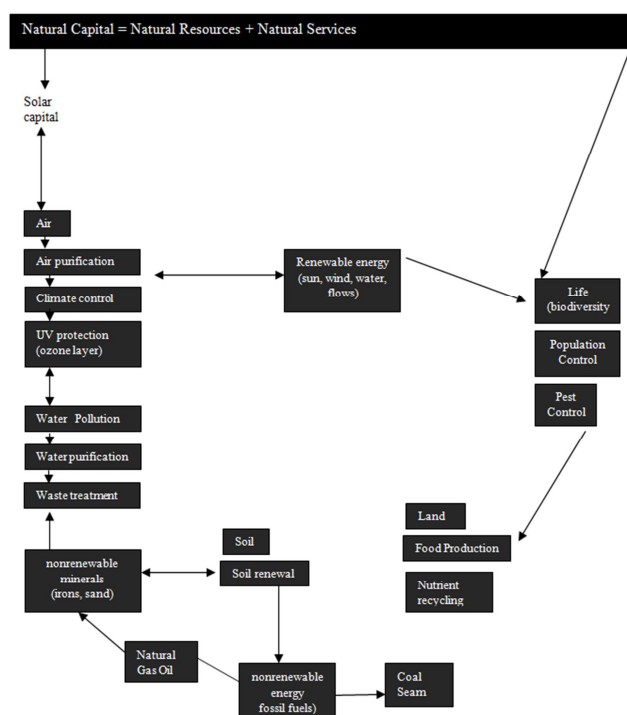 Natural Capital = Natural Resources + Natural Services
Solar
capital
Air
Air purification
Climate control
UV protection
(ozone layer)
Water Pollution
Water purification
Waste treatment
nonrenewable
minerals
(irons, sand)
Renewable energy
(sun, wind, water,
flows)
Life
(biodiversity
Population
Control
Pest
Control
Land
Food Production
Nutrient
recycling
Soil
Soil renewal
Natural
Gas Oil
nonrenewable
energy
fossil fuels)
Coal
Seam